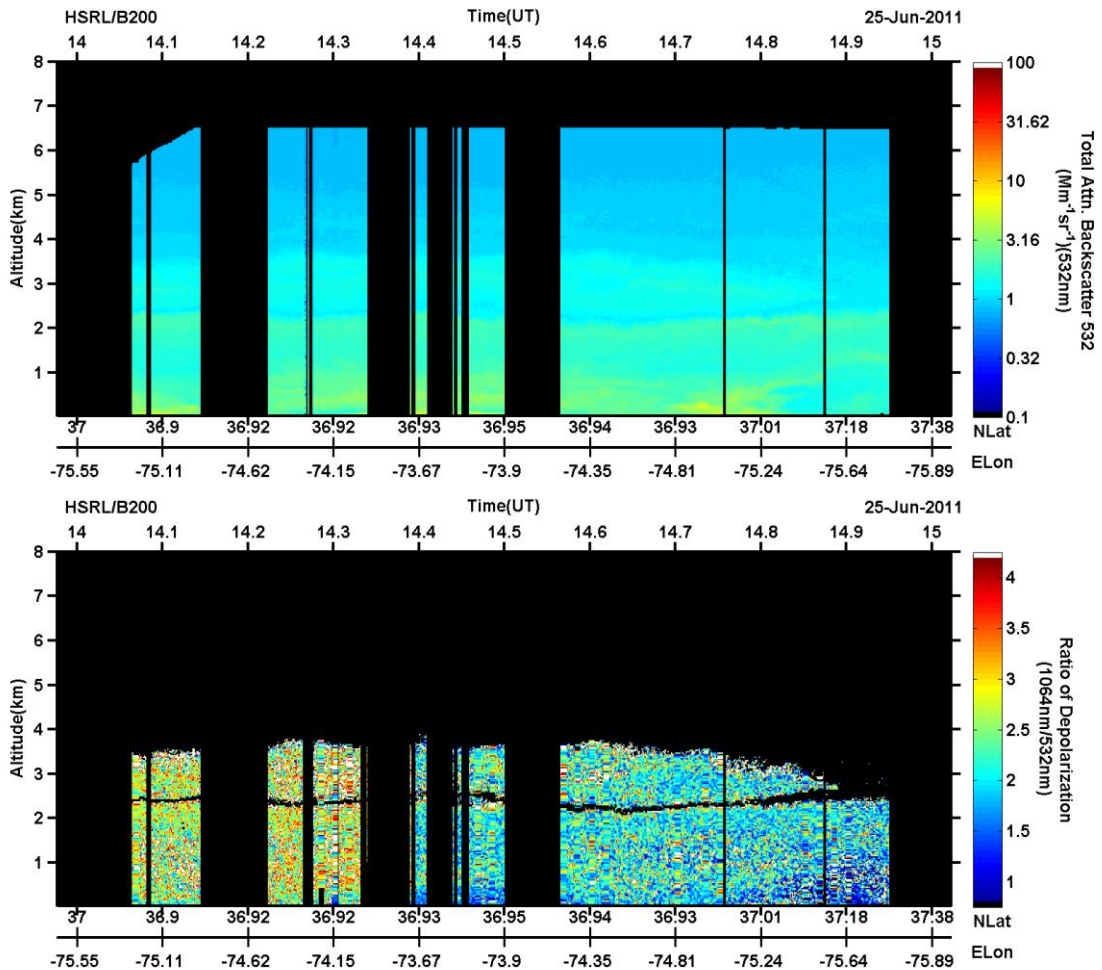 HSRL/B200 Time(UT) 25-Jun-2011
14 14.1 14.2 14.3 14.4 14.5 14.6 14.7 14.8 14.9 15
8
7
6
5
4
3
2
1
Altitude(km)
100
31.62
10
3.16
1
0.32
0.1
Total Attn. Backscatter 532
(Mm-1 sr-1)(532nm)
37 36.9 36.92 36.92 36.93 36.95 36.94 36.93 37.01 37.18 37.38 NLat
-75.55 -75.11 -74.62 -74.15 -73.67 -73.9 -74.35 -74.81 -75.24 -75.64 -75.89 ELon
HSRL/B200 Time(UT) 25-Jun-2011
14 14.1 14.2 14.3 14.4 14.5 14.6 14.7 14.8 14.9 15
8
7
6
5
4
3
2
1
Altitude(km)
4
3.5
3
2.5
2
1.5
1
Ratio of Depolarization
(1064nm/532nm)
37 36.9 36.92 36.92 36.93 36.95 36.94 36.93 37.01 37.18 37.38 NLat
-75.55 -75.11 -74.62 -74.15 -73.67 -73.9 -74.35 -74.81 -75.24 -75.64 -75.89 ELon